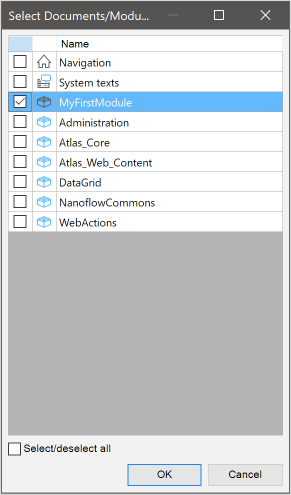 Select Documents/Modu...
Name
Navigation
System texts
MyFirstModule
Administration
Atlas_Core
Atlas_Web_Content
DataGrid
NanoflowCommons
WebActions
Select/deselect all
OK Cancel